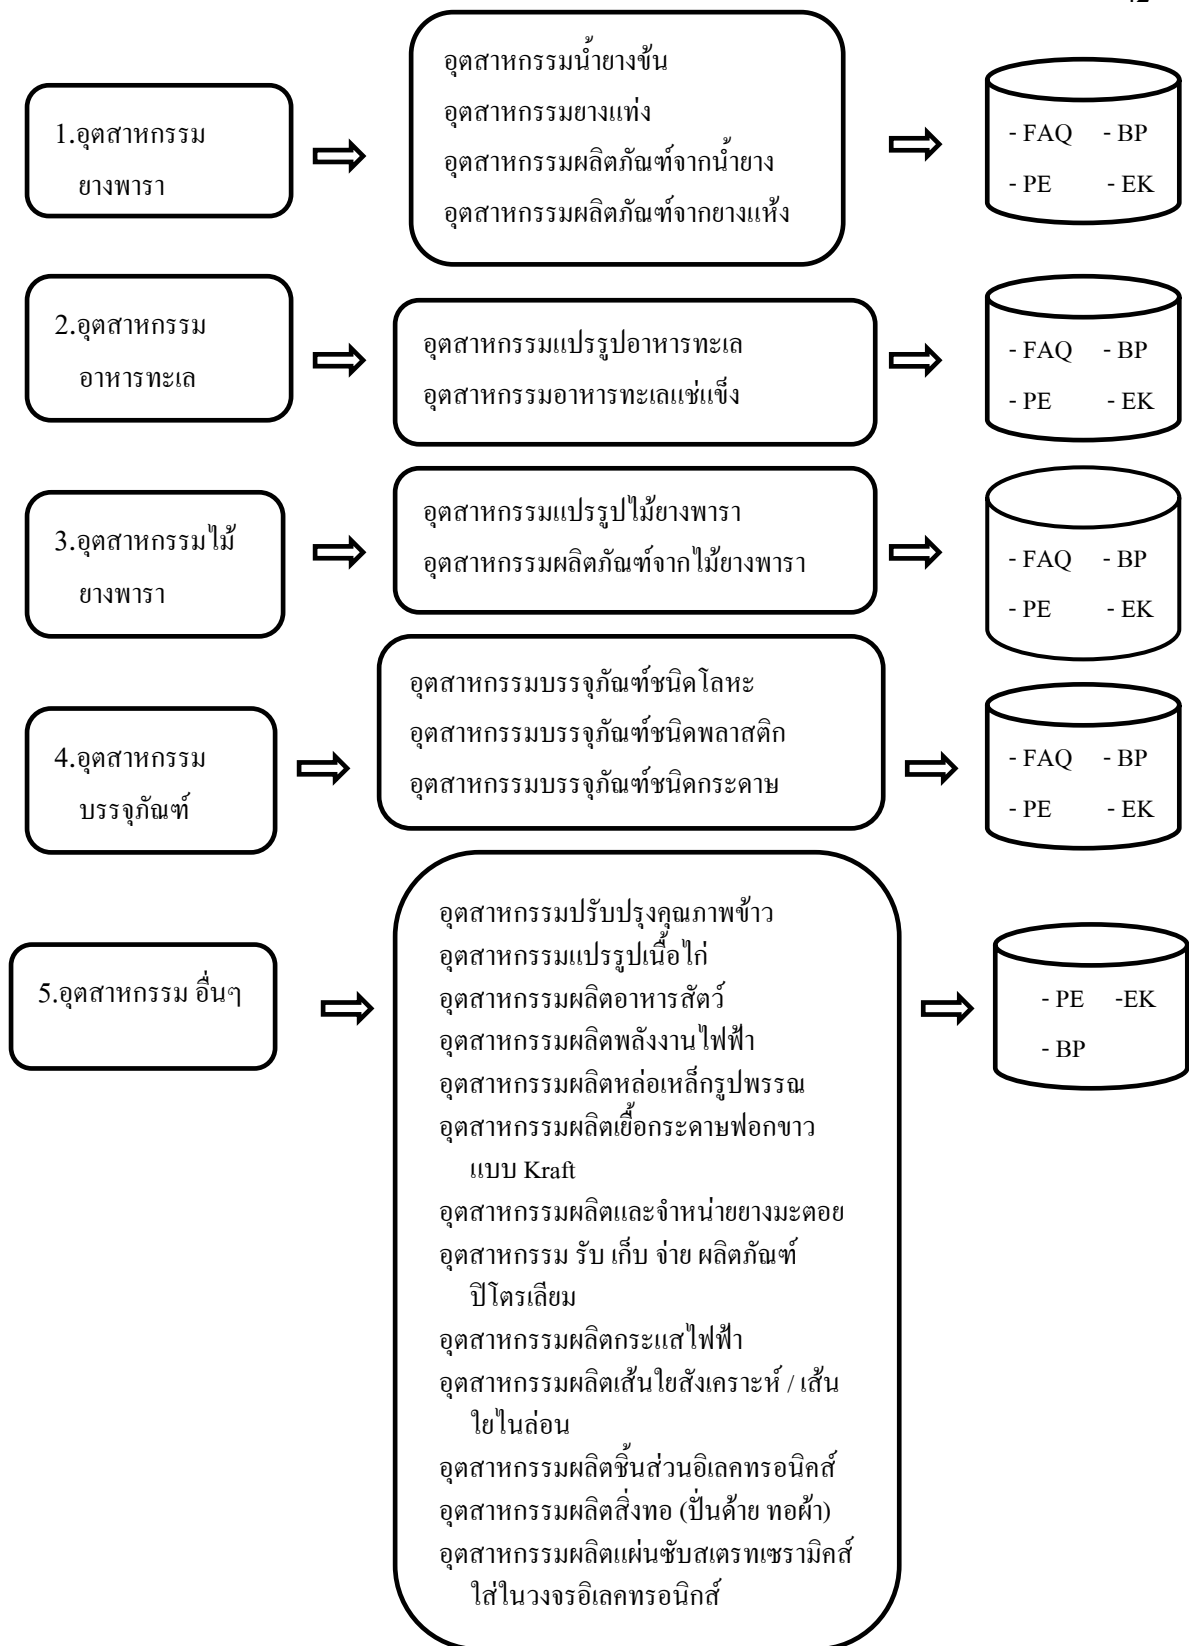 1.อุตสาหกรรม
ยางพารา
อุตสาหกรรมน้ำยางข้น
อุตสาหกรรมยางแท่ง
อุตสาหกรรมผลิตภัณฑ์จากน้ำยาง
อุตสาหกรรมผลิตภัณฑ์จากยางแห้ง
- FAQ - BP
- PE - EK
2.อุตสาหกรรม
อาหารทะเล
อุตสาหกรรมแปรรูปอาหารทะเล
อุตสาหกรรมอาหารทะเลแช่แข็ง
- FAQ - BP
- PE - EK
3.อุตสาหกรรมไม้
ยางพารา
อุตสาหกรรมแปรรูปไม้ยางพารา
อุตสาหกรรมผลิตภัณฑ์จากไม้ยางพารา
- FAQ - BP
- PE - EK
4.อุตสาหกรรม
บรรจุภัณฑ์
อุตสาหกรรมบรรจุภัณฑ์ชนิดโลหะ
อุตสาหกรรมบรรจุภัณฑ์ชนิดพลาสติก
อุตสาหกรรมบรรจุภัณฑ์ชนิดกระดาษ
- FAQ - BP
- PE - EK
5.อุตสาหกรรม อื่นๆ
อุตสาหกรรมปรับปรุงคุณภาพข้าว
อุตสาหกรรมแปรรูปเนื้อไก่
อุตสาหกรรมผลิตอาหารสัตว์
อุตสาหกรรมผลิตพลังงานไฟฟ้า
อุตสาหกรรมผลิตหล่อเหล็กรูปพรรณ
อุตสาหกรรมผลิตเยื้อกระดาษฟอกขาว
แบบ Kraft
อุตสาหกรรมผลิตและจำหน่ายยางมะตอย
อุตสาหกรรม รับ เก็บ จ่าย ผลิตภัณฑ์
ปิโตรเลียม
อุตสาหกรรมผลิตกระแสไฟฟ้า
อุตสาหกรรมผลิตเส้นใยสังเคราะห์ / เส้น
ใยไนล่อน
อุตสาหกรรมผลิตชิ้นส่วนอิเลคทรอนิคส์
อุตสาหกรรมผลิตสิ่งทอ (ปั่นด้าย ทอผ้า)
อุตสาหกรรมผลิตแผ่นซับสเตรทเซรามิคส์
ใส่ในวงจรอิเลคทรอนิกส์
- PE -EK
- BP